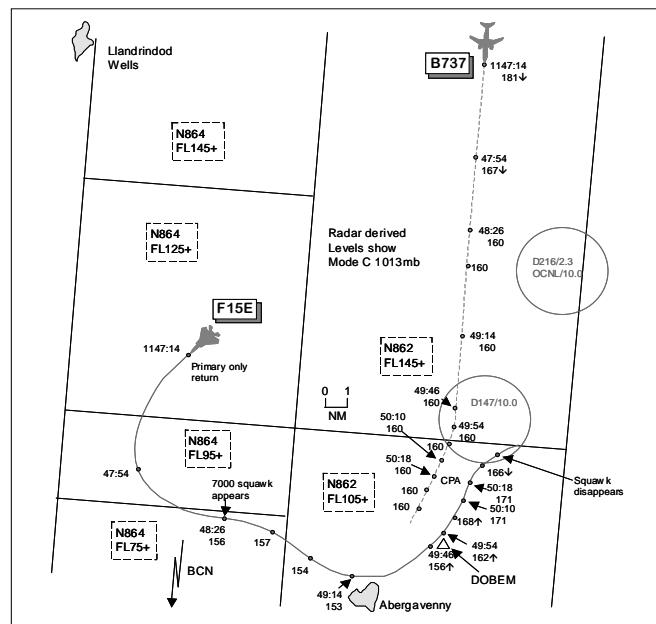 Llandrindod
Wells
B737
1147:14
181↓
N864
FL145+
47:54
167↓
N864
FL125+
Radar derived
Levels show
Mode C 1013mb
48:26
160
160
D216/2.3
OCNL/10.0
F15E
1147:14
Primary only
return
49:14
160
N862
FL145+
0 1
NM
49:46
160
D147/10.0
50:10
160
49:54
160
160
N864
FL95+
50:18
160
CPA
166↓
Squawk
disappears
47:54
7000 squawk
appears
N862
FL105+
160
160
50:18
171
50:10
171
168↑
48:26
156
157
N864
FL75+
154
49:54
162↑
49:46
156↑
DOBEM
BCN
49:14
153
Abergavenny